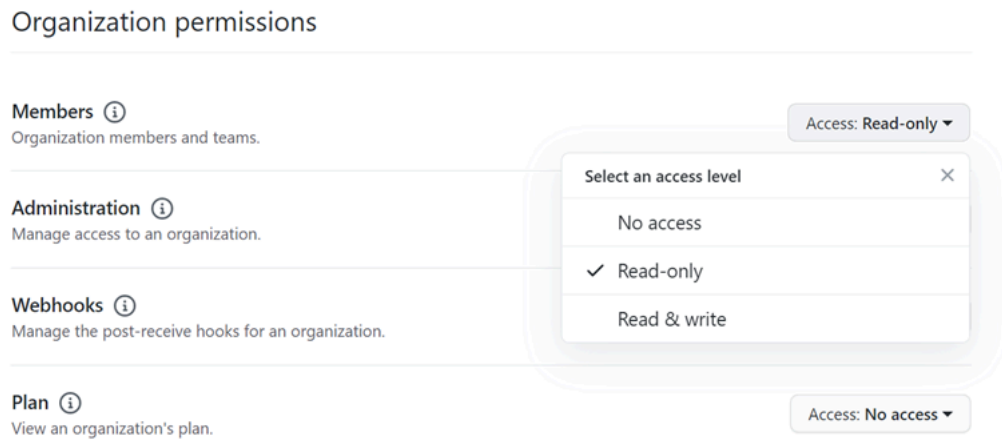 Organization permissions
Members
Organization members and teams.
Access: Read-only
Select an access level
No access
Read-only
Read & write
Administration
Manage access to an organization.
Webhooks
Manage the post-receive hooks for an organization.
Plan
View an organization's plan.
Access: No access